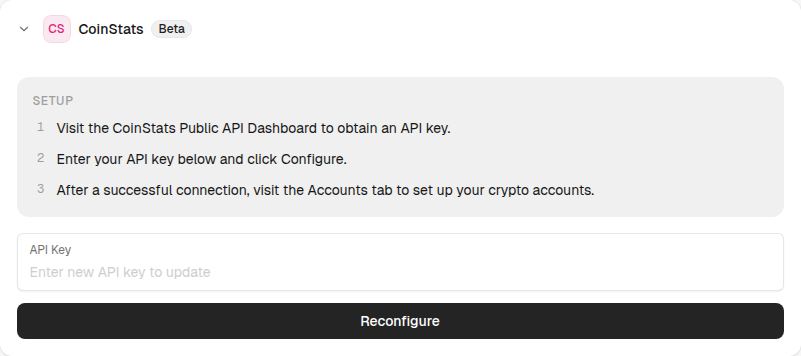 CS CoinStats Beta
SETUP
1 Visit the CoinStats Public API Dashboard to obtain an API key.
2 Enter your API key below and click Configure.
3 After a successful connection, visit the Accounts tab to set up your crypto accounts.
API Key
Enter new API key to update
Reconfigure